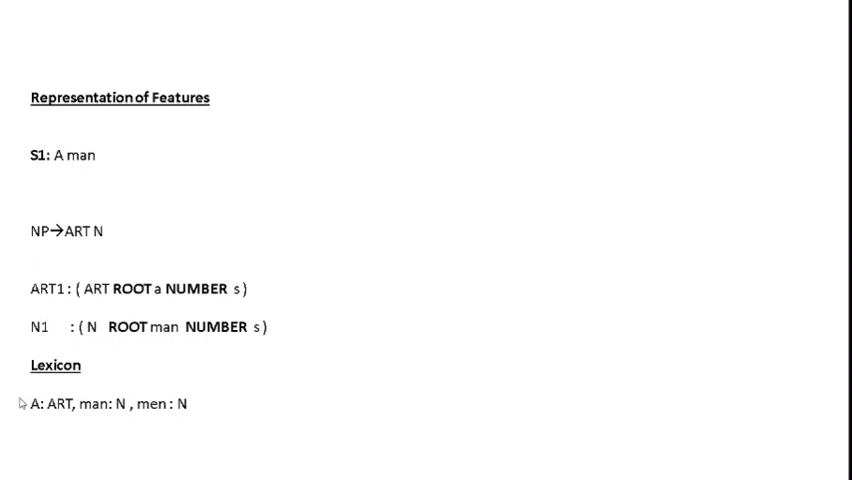 Representation of Features
S1: A man
NP→ART N
ART1 : ( ART ROOT a NUMBER s )
N1 : ( N ROOT man NUMBER s )
Lexicon
A: ART, man: N , men : N